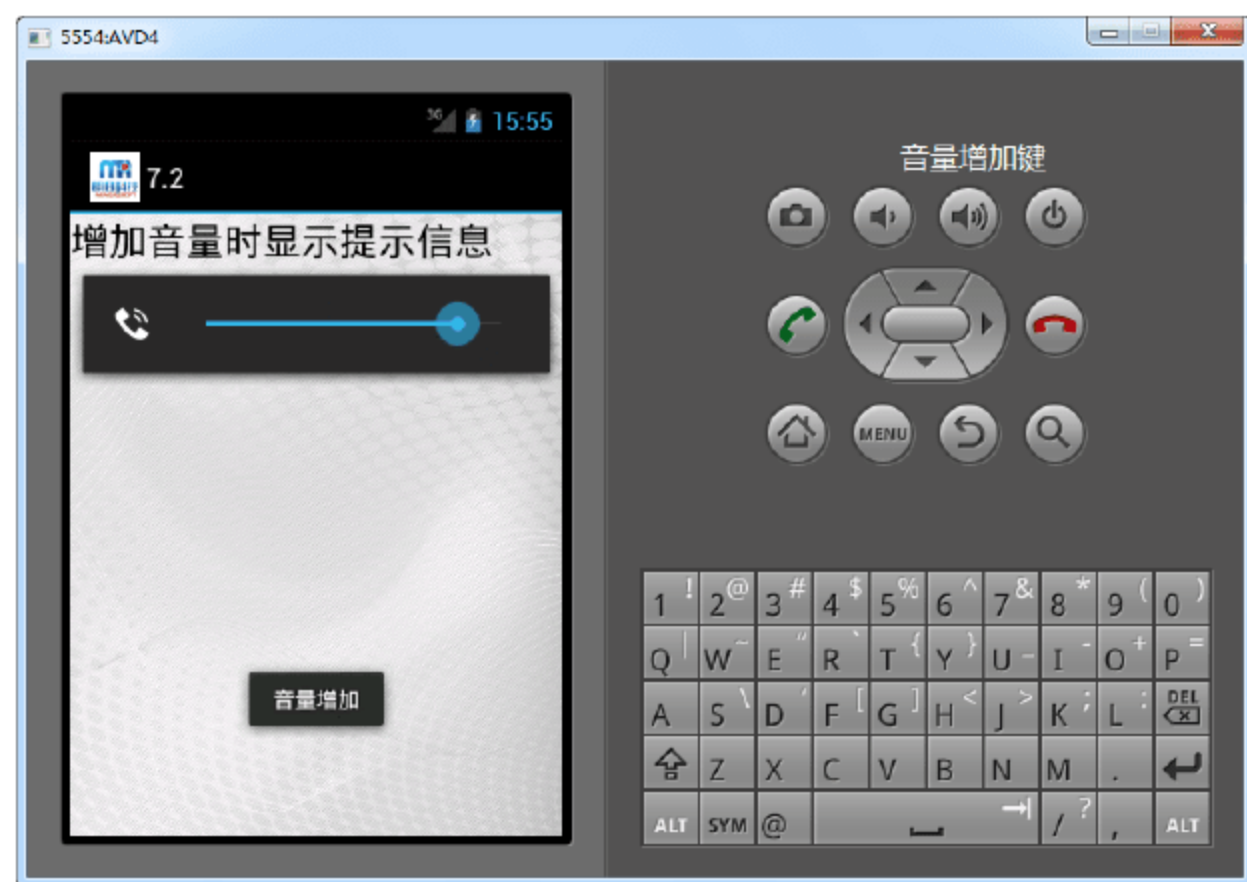 5554:AVD4
3G 15:55
7.2
增加音量时显示提示信息
音量增加
音量增加键
MENU
1 ! 2 @ 3 # 4 $ 5 % 6 ^ 7 & 8 * 9 ( 0 )
Q | W ~ E " R ` T { Y } U _ I - O + P =
A S \ D ' F [ G ] H < J > K ; L : DEL
Z X C V B N M .
ALT SYM @ / ? , ALT